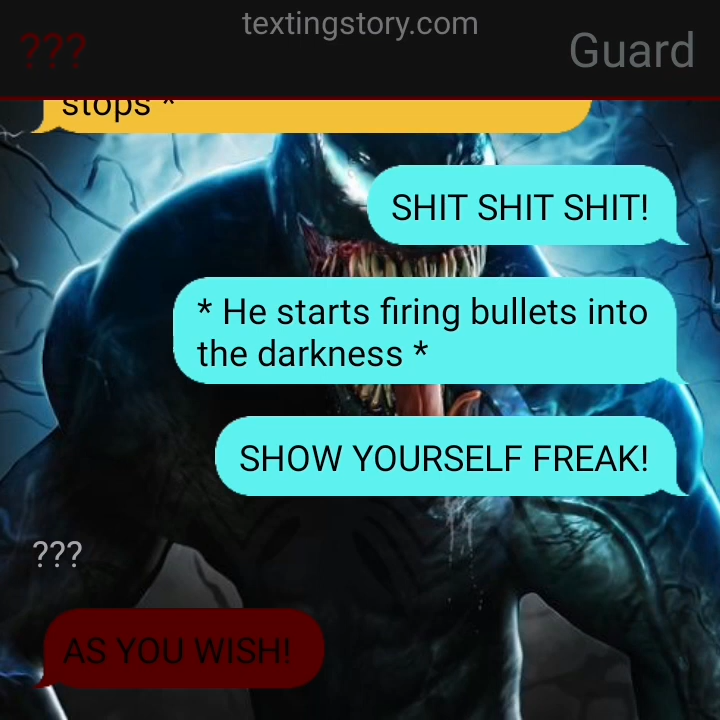 textingstory.com
???
Guard
stops *
SHIT SHIT SHIT!
* He starts firing bullets into
the darkness *
SHOW YOURSELF FREAK!
???
AS YOU WISH!